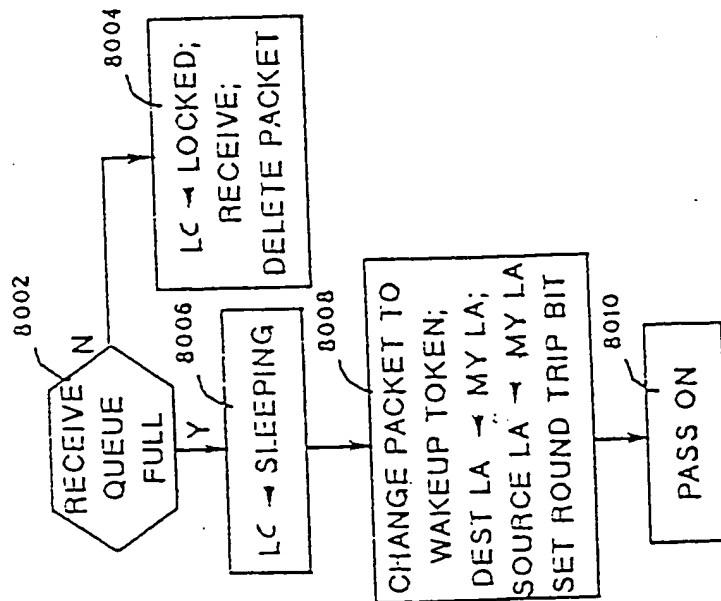 8002
RECEIVE
QUEUE
FULL
N
Y
8004
LC → LOCKED;
RECEIVE;
DELETE PACKET
8006
LC → SLEEPING
8008
CHANGE PACKET TO
WAKEUP TOKEN;
DEST LA → MY LA;
SOURCE LA → MY LA
SET ROUND TRIP BIT
8010
PASS ON